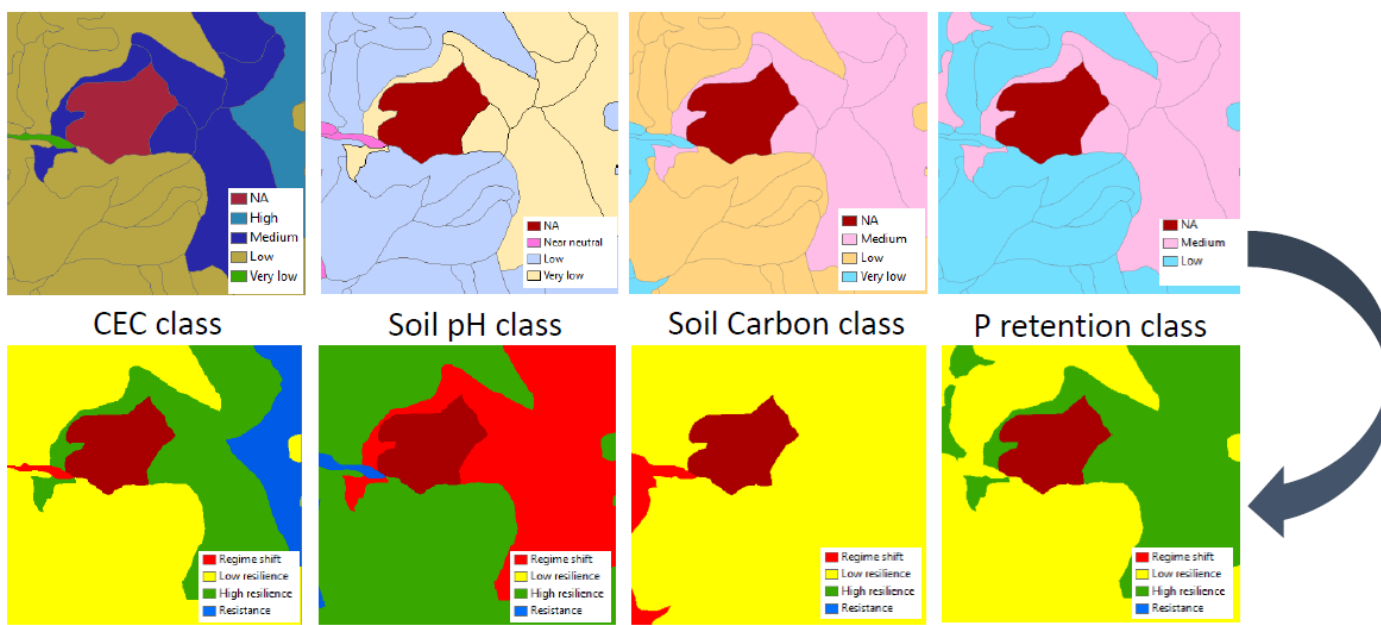 NA
High
Medium
Low
Very low
NA
Near neutral
Low
Very low
NA
Medium
Low
Very low
NA
Medium
Low
CEC class
Soil pH class
Soil Carbon class
P retention class
Regime shift
Low resilience
High resilience
Resistance
Regime shift
Low resilience
High resilience
Resistance
Regime shift
Low resilience
High resilience
Resistance
Regime shift
Low resilience
High resilience
Resistance